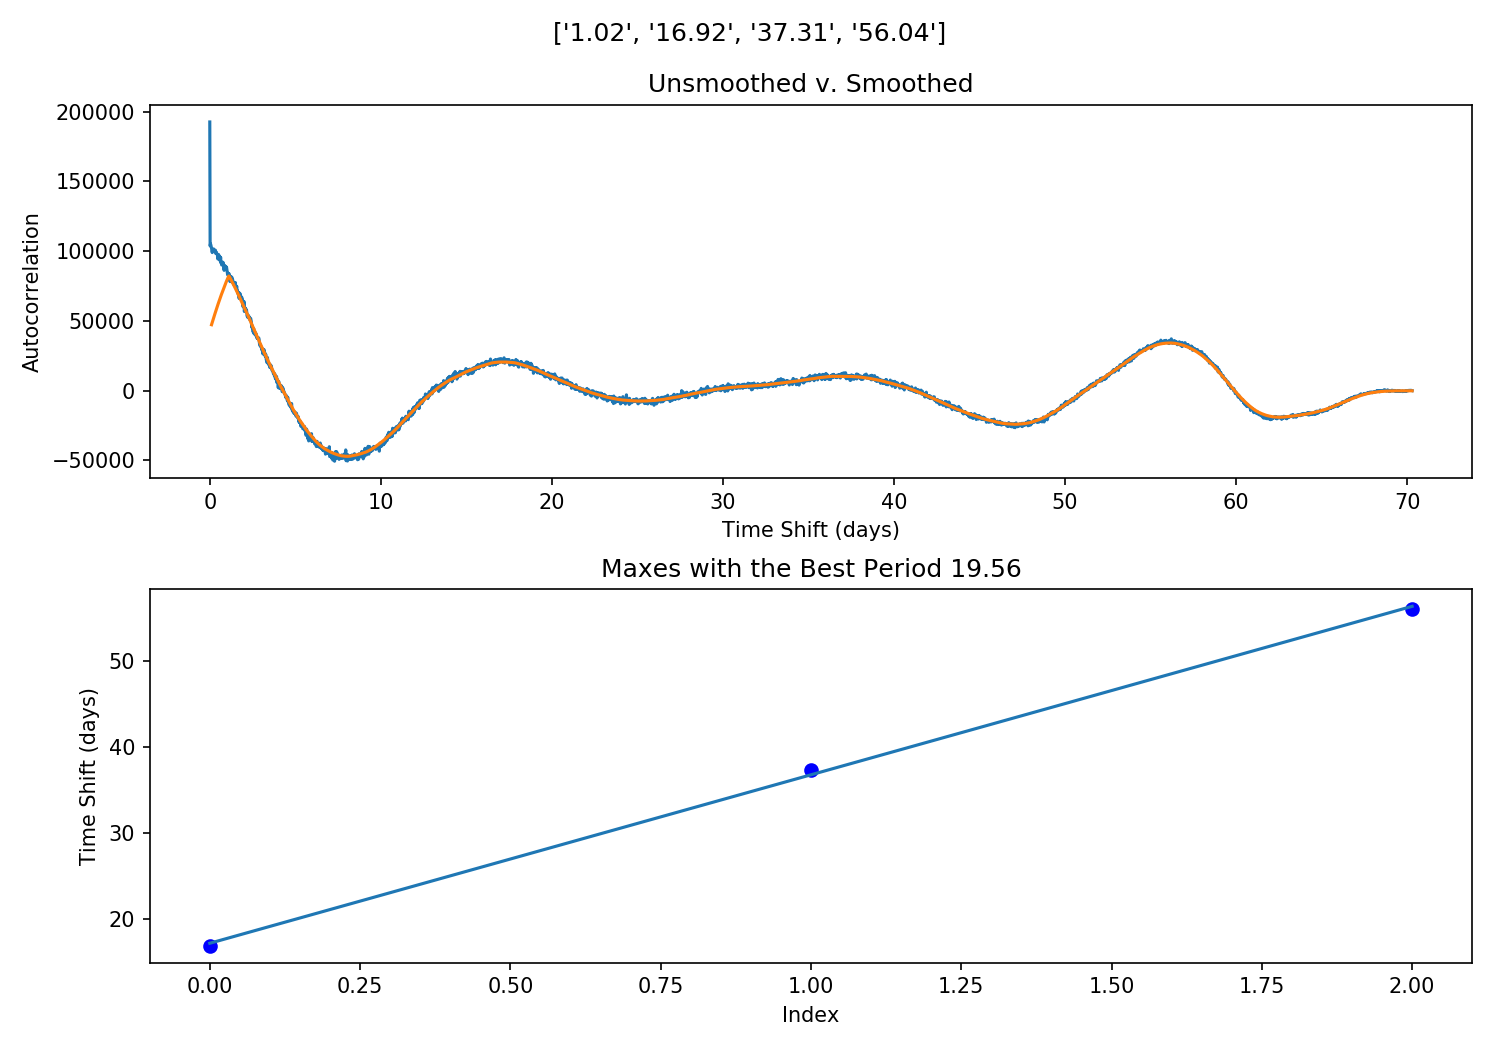 ['1.02', '16.92', '37.31', '56.04']
Unsmoothed v. Smoothed
200000
150000
100000
50000
0
−50000
Autocorrelation
0 10 20 30 40 50 60 70
Time Shift (days)
Maxes with the Best Period 19.56
50
40
30
20
Time Shift (days)
0.00 0.25 0.50 0.75 1.00 1.25 1.50 1.75 2.00
Index